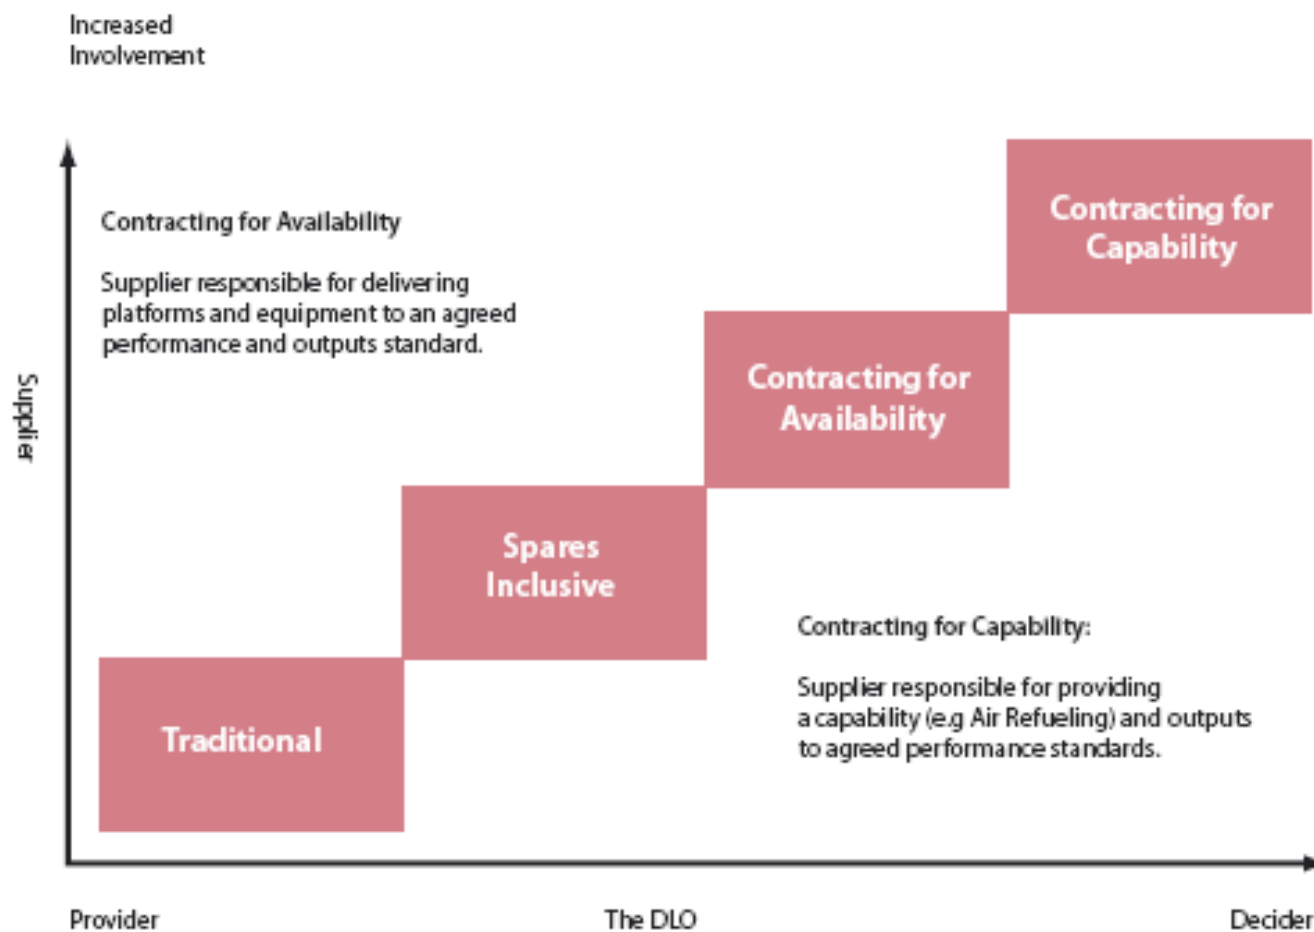 Increased
Involvement
Contracting for Availability
Supplier responsible for delivering
platforms and equipment to an agreed
performance and outputs standard.
Contracting for
Capability
Contracting for
Availability
Supplier
Spares
Inclusive
Contracting for Capability:
Supplier responsible for providing
a capability (e.g Air Refueling) and outputs
to agreed performance standards.
Traditional
Provider
The DLO
Decider